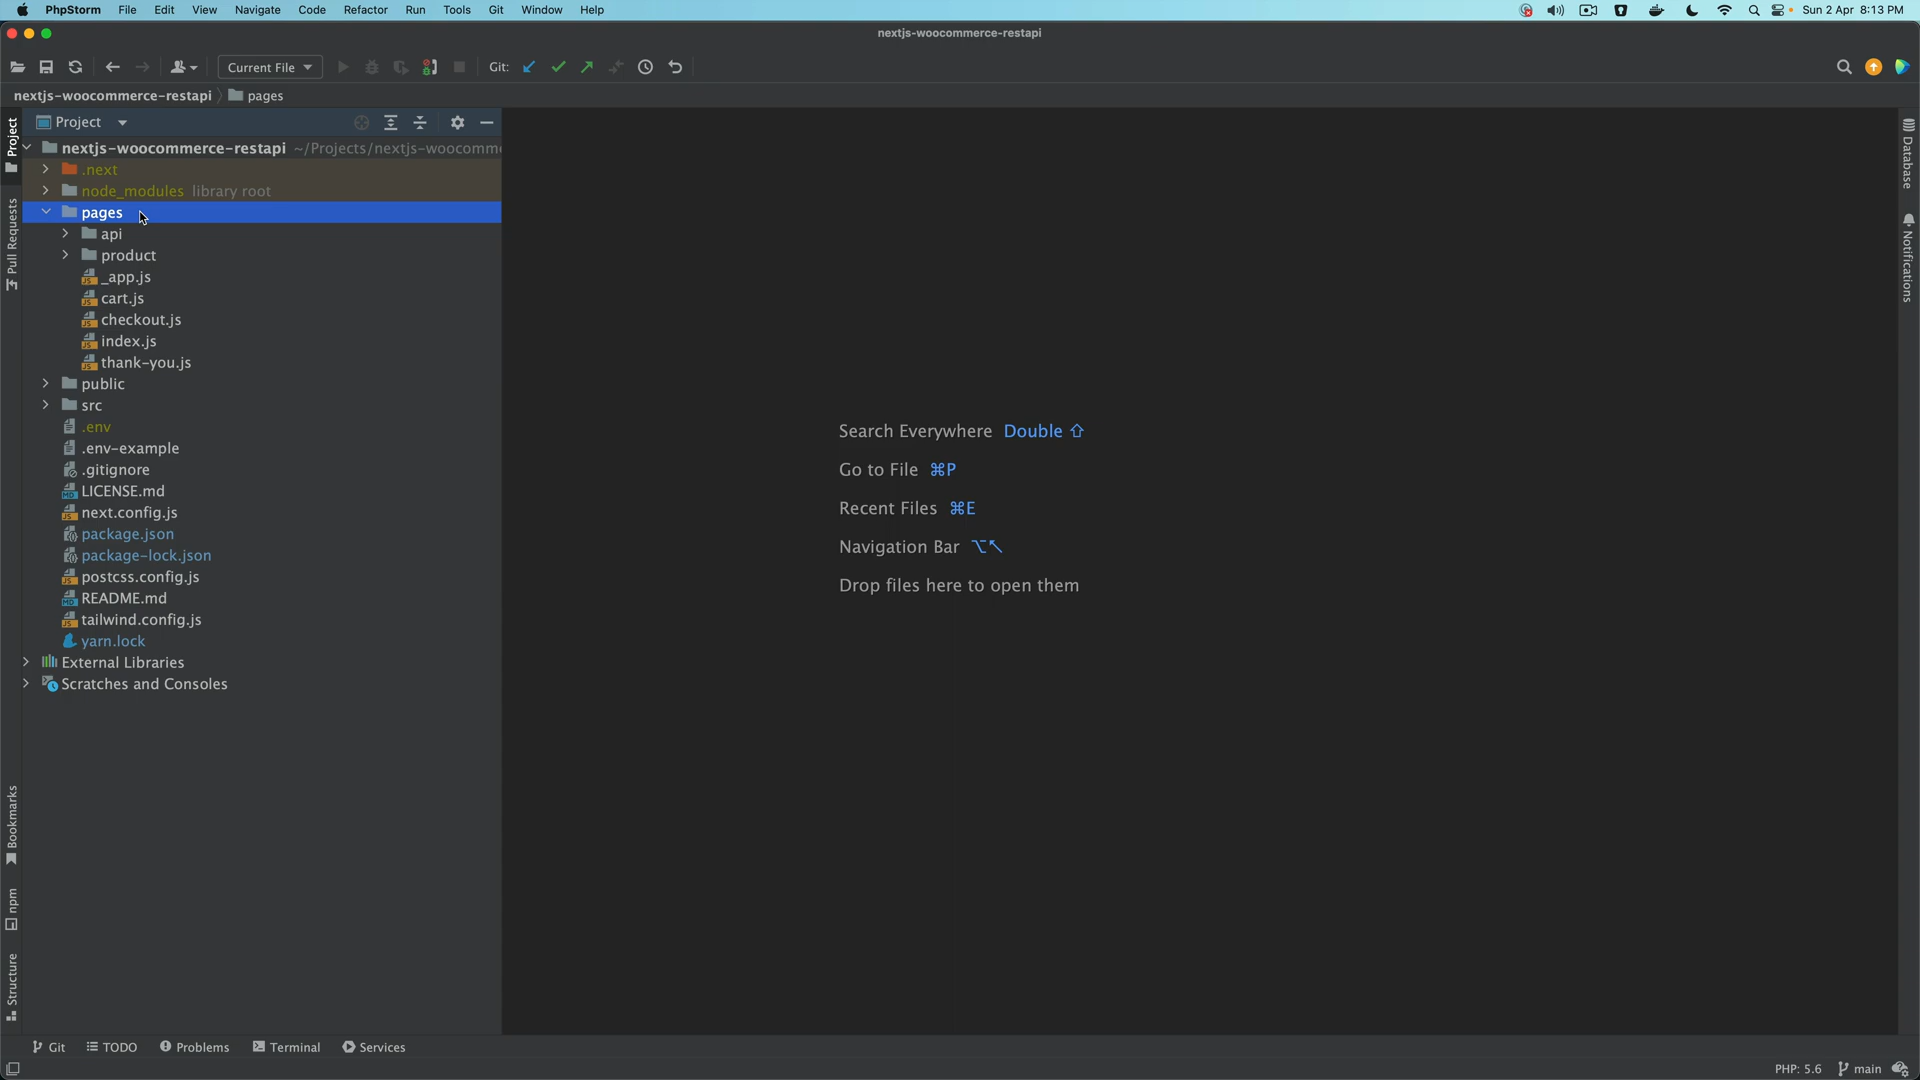 PhpStorm File Edit View Navigate Code Refactor Run Tools Git Window Help Sun 2 Apr 8:13 PM
nextjs-woocommerce-restapi
Current File Git:
nextjs-woocommerce-restapi pages
Project
nextjs-woocommerce-restapi ~/Projects/nextjs-woocomme
.next
node_modules library root
pages
api
product
_app.js
cart.js
checkout.js
index.js
thank-you.js
public
src
.env
.env-example
.gitignore
LICENSE.md
next.config.js
package.json
package-lock.json
postcss.config.js
README.md
tailwind.config.js
yarn.lock
External Libraries
Scratches and Consoles
Project
Pull Requests
Bookmarks
npm
Structure
Search Everywhere Double ⇧
Go to File ⌘P
Recent Files ⌘E
Navigation Bar ⌥↖
Drop files here to open them
Database
Notifications
Git TODO Problems Terminal Services
PHP: 5.6 main